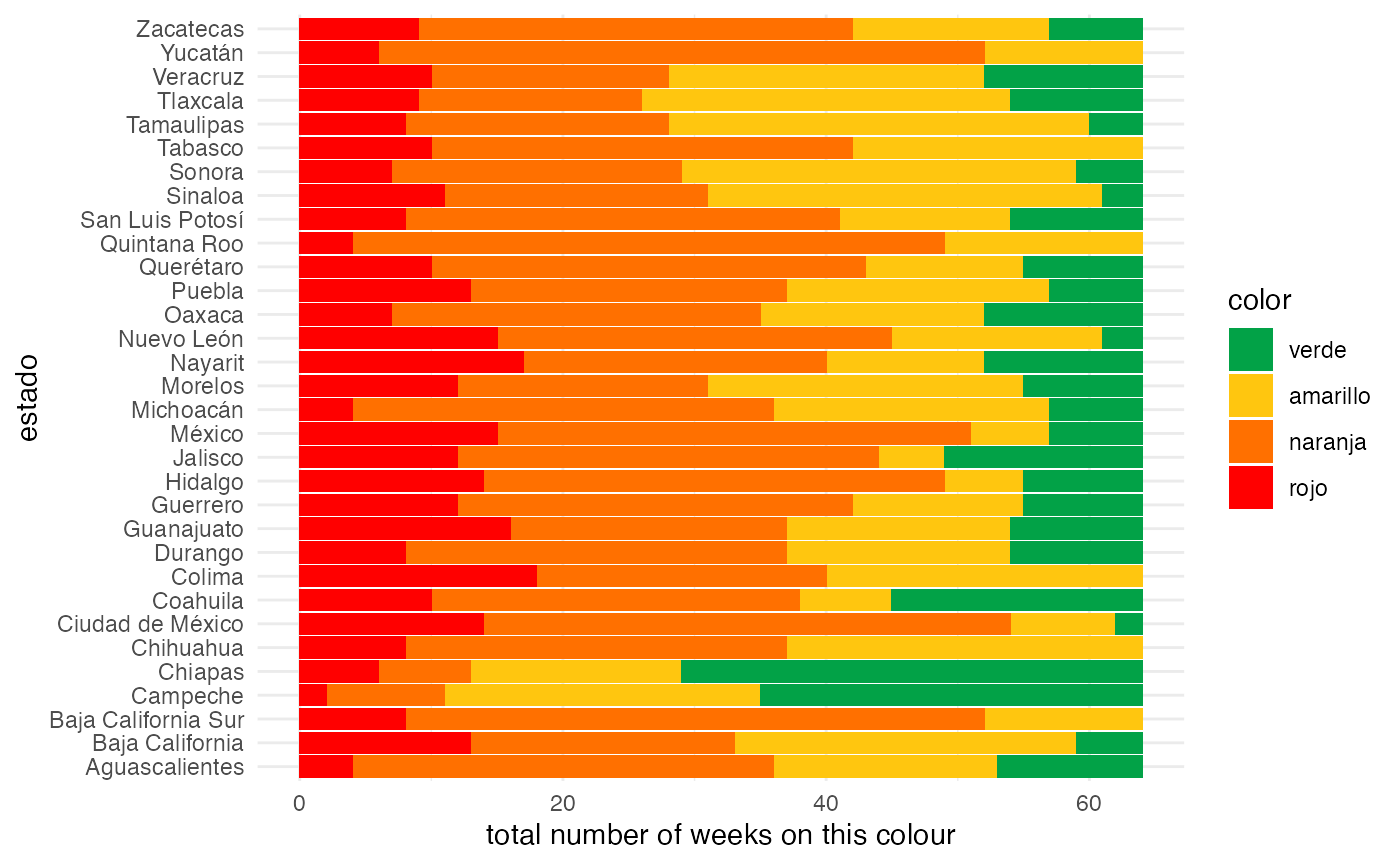 estado
Zacatecas
Yucatán
Veracruz
Tlaxcala
Tamaulipas
Tabasco
Sonora
Sinaloa
San Luis Potosí
Quintana Roo
Querétaro
Puebla
Oaxaca
Nuevo León
Nayarit
Morelos
Michoacán
México
Jalisco
Hidalgo
Guerrero
Guanajuato
Durango
Colima
Coahuila
Ciudad de México
Chihuahua
Chiapas
Campeche
Baja California Sur
Baja California
Aguascalientes
0 20 40 60
total number of weeks on this colour
color
verde
amarillo
naranja
rojo